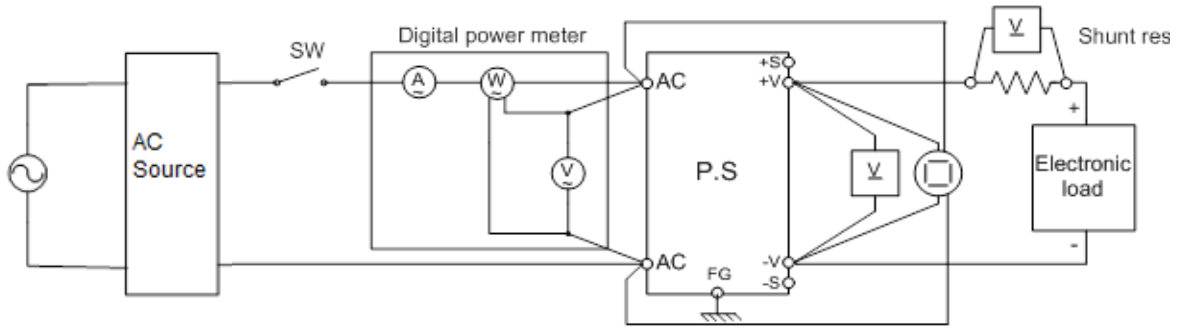 Digital power meter
SW
A
W
V
AC
Source
AC
AC
P.S
+S
+V
-V
-S
FG
V
V
Shunt res
+
Electronic
load
-